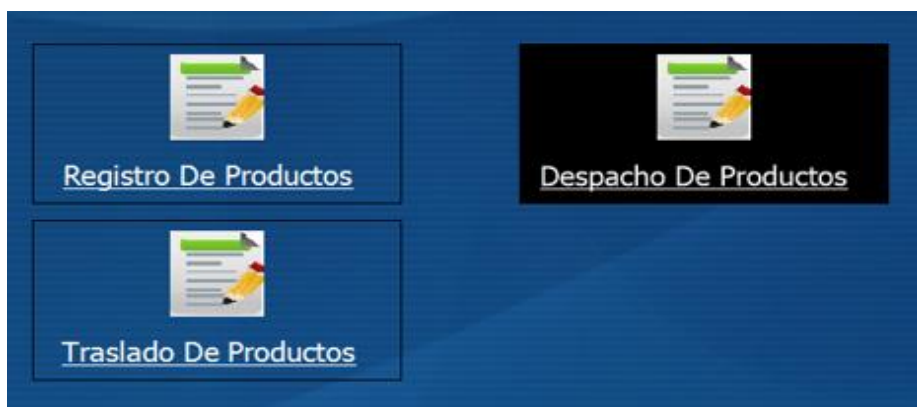 Registro De Productos
Despacho De Productos
Traslado De Productos